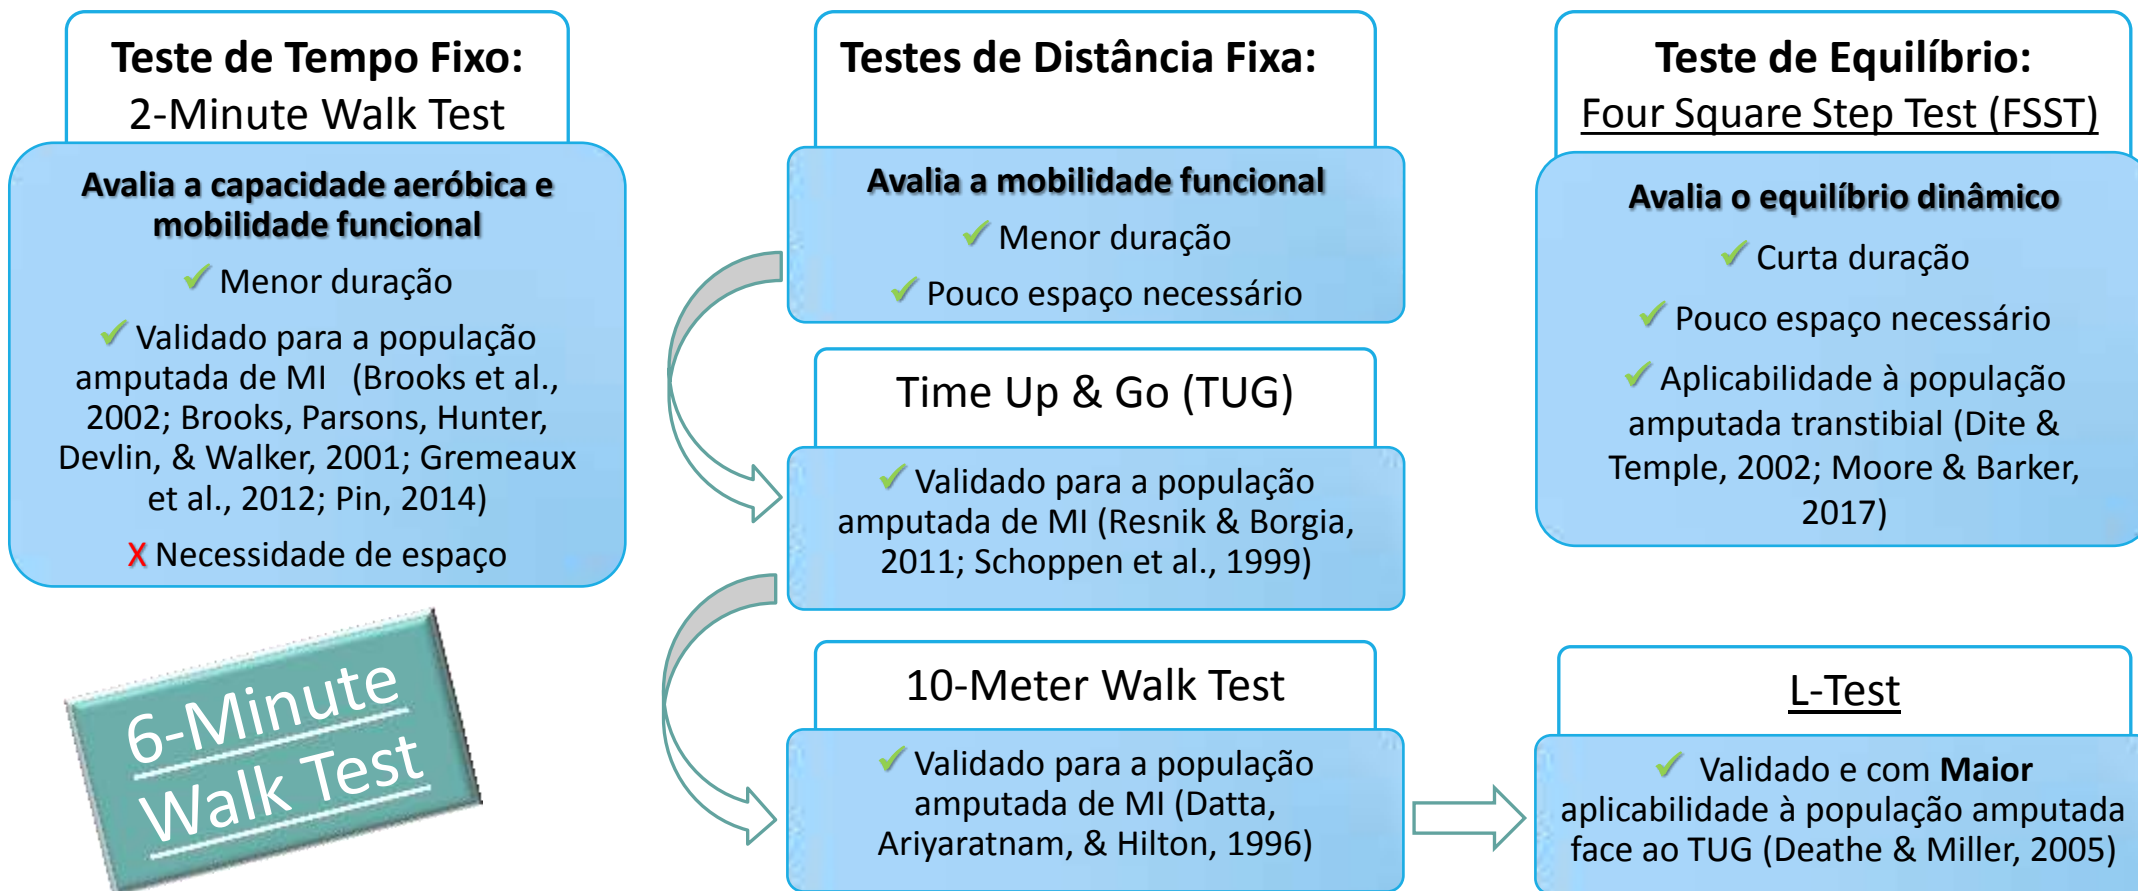 Teste de Tempo Fixo:
2-Minute Walk Test
Avalia a capacidade aeróbica e
mobilidade funcional
✓ Menor duração
✓ Validado para a população
amputada de MI (Brooks et al.,
2002; Brooks, Parsons, Hunter,
Devlin, & Walker, 2001; Gremeaux
et al., 2012; Pin, 2014)
X Necessidade de espaço
6-Minute
Walk Test
Testes de Distância Fixa:
Avalia a mobilidade funcional
✓ Menor duração
✓ Pouco espaço necessário
Time Up & Go (TUG)
✓ Validado para a população
amputada de MI (Resnik & Borgia,
2011; Schoppen et al., 1999)
10-Meter Walk Test
✓ Validado para a população
amputada de MI (Datta,
Ariyaratnam, & Hilton, 1996)
Teste de Equilíbrio:
Four Square Step Test (FSST)
Avalia o equilíbrio dinâmico
✓ Curta duração
✓ Pouco espaço necessário
✓ Aplicabilidade à população
amputada transtibial (Dite &
Temple, 2002; Moore & Barker,
2017)
L-Test
✓ Validado e com Maior
aplicabilidade à população amputada
face ao TUG (Deathe & Miller, 2005)